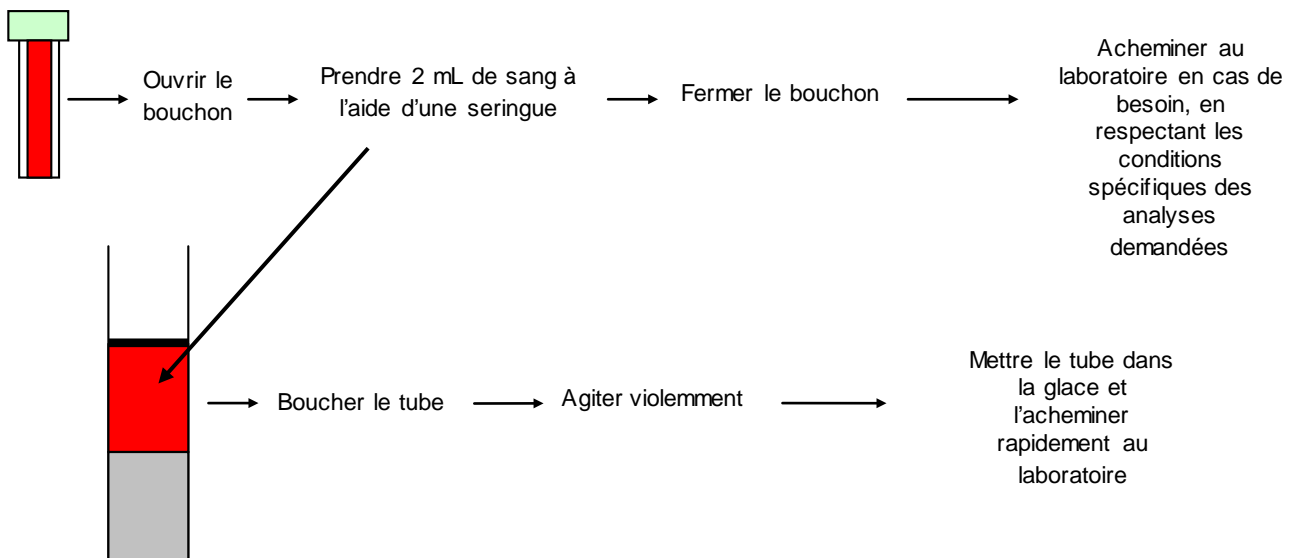 Ouvrir le
bouchon
Prendre 2 mL de sang à
l’aide d’une seringue
Fermer le bouchon
Acheminer au
laboratoire en cas de
besoin, en
respectant les
conditions
spécifiques des
analyses
demandées
Boucher le tube
Agiter violemment
Mettre le tube dans
la glace et
l’acheminer
rapidement au
laboratoire